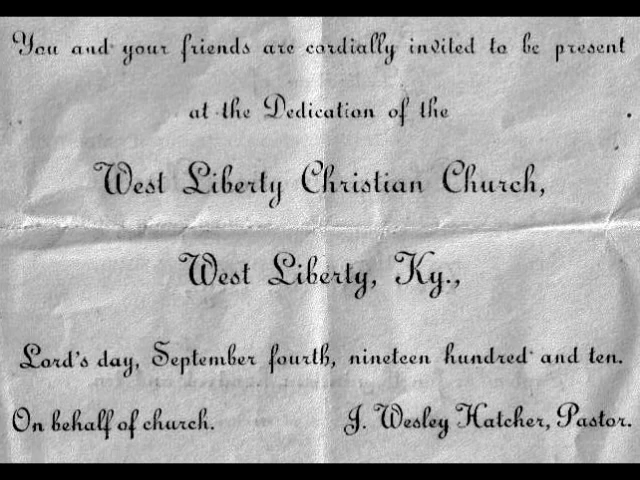 You and your friends are cordially invited to be present
at the Dedication of the
West Liberty Christian Church,
West Liberty, Ky.,
Lord's day, September fourth, nineteen hundred and ten.
On behalf of church. J. Wesley Hatcher, Pastor.